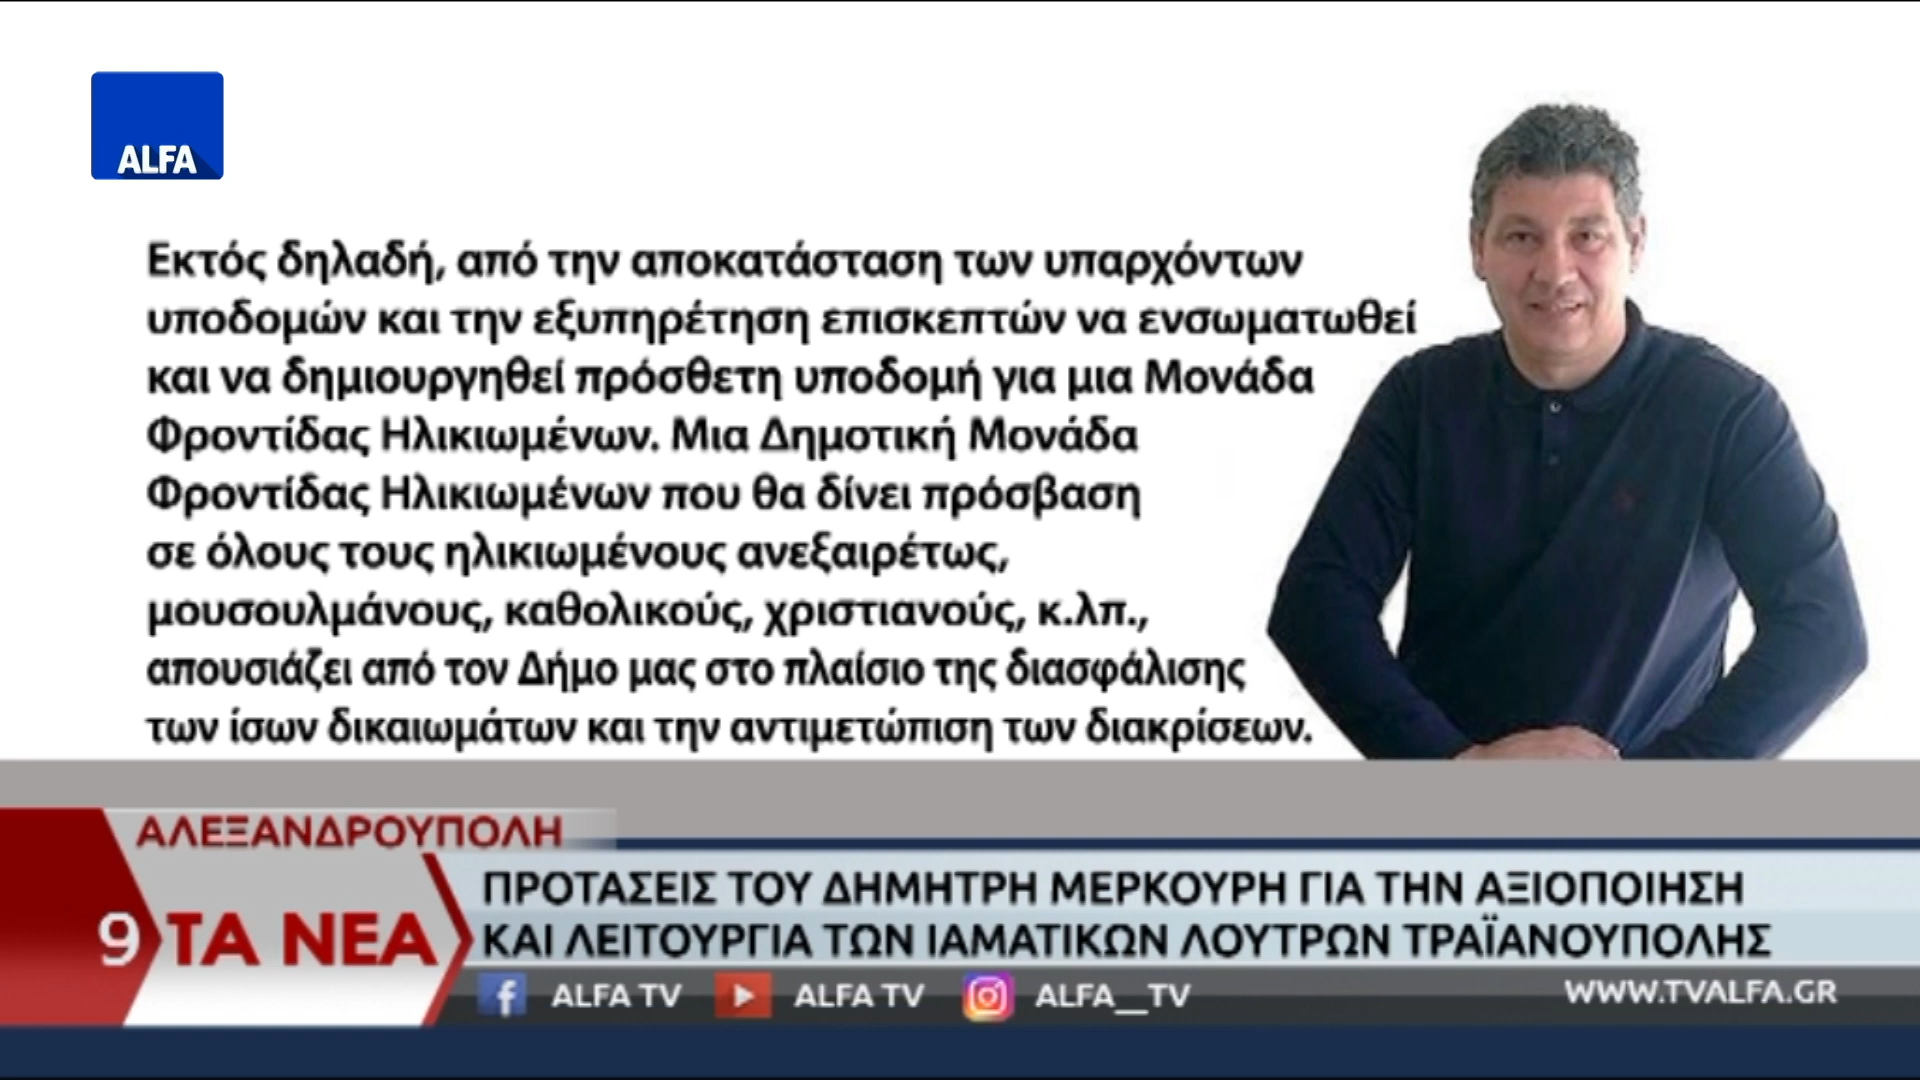 ALFA
Εκτός δηλαδή, από την αποκατάσταση των υπαρχόντων
υποδομών και την εξυπηρέτηση επισκεπτών να ενσωματωθεί
και να δημιουργηθεί πρόσθετη υποδομή για μια Μονάδα
Φροντίδας Ηλικιωμένων. Μια Δημοτική Μονάδα
Φροντίδας Ηλικιωμένων που θα δίνει πρόσβαση
σε όλους τους ηλικιωμένους ανεξαιρέτως,
μουσουλμάνους, καθολικούς, χριστιανούς, κ.λπ.,
απουσιάζει από τον Δήμο μας στο πλαίσιο της διασφάλισης
των ίσων δικαιωμάτων και την αντιμετώπιση των διακρίσεων.
ΑΛΕΞΑΝΔΡΟΥΠΟΛΗ
9 ΤΑ ΝΕΑ
ΠΡΟΤΑΣΕΙΣ ΤΟΥ ΔΗΜΗΤΡΗ ΜΕΡΚΟΥΡΗ ΓΙΑ ΤΗΝ ΑΞΙΟΠΟΙΗΣΗ
ΚΑΙ ΛΕΙΤΟΥΡΓΙΑ ΤΩΝ ΙΑΜΑΤΙΚΩΝ ΛΟΥΤΡΩΝ ΤΡΑΪΑΝΟΥΠΟΛΗΣ
ALFA TV ALFA TV ALFA__TV WWW.TVALFA.GR